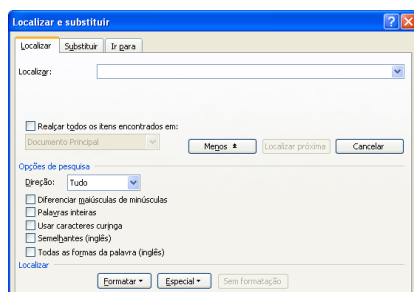 Localizar e substituir
Localizar Substituir Ir para
Localizar:
Realçar todos os itens encontrados em:
Documento Principal Menos Localizar próxima Cancelar
Opções de pesquisa
Direção: Tudo
Diferenciar maiúsculas de minúsculas
Palavras inteiras
Usar caracteres curinga
Semelhantes (inglês)
Todas as formas da palavra (inglês)
Localizar
Formatar Especial Sem formatação